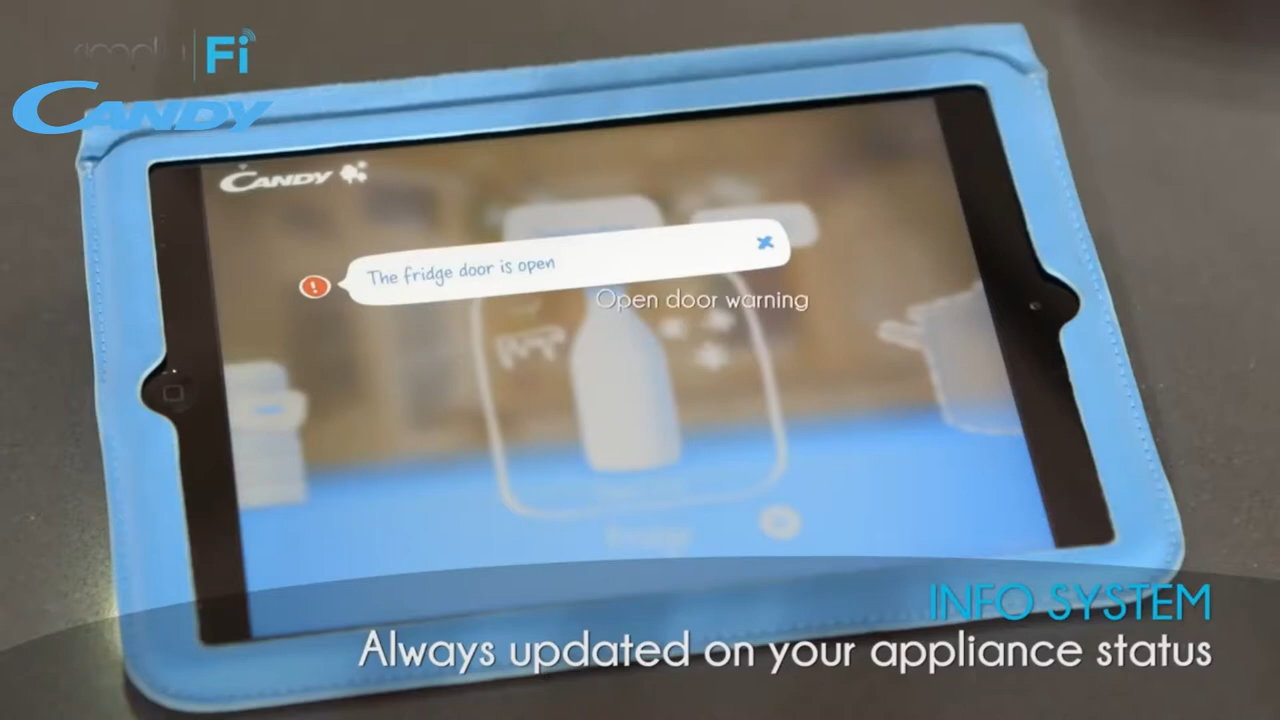 Fi
CANDY
CANDY
The fridge door is open
Open door warning
INFO SYSTEM
Always updated on your appliance status